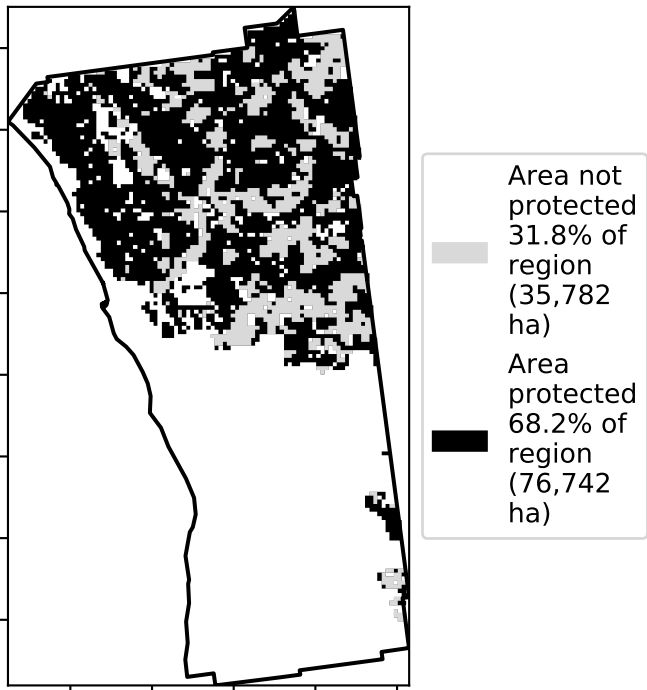 Area not
protected
31.8% of
region
(35,782
ha)
Area
protected
68.2% of
region
(76,742
ha)